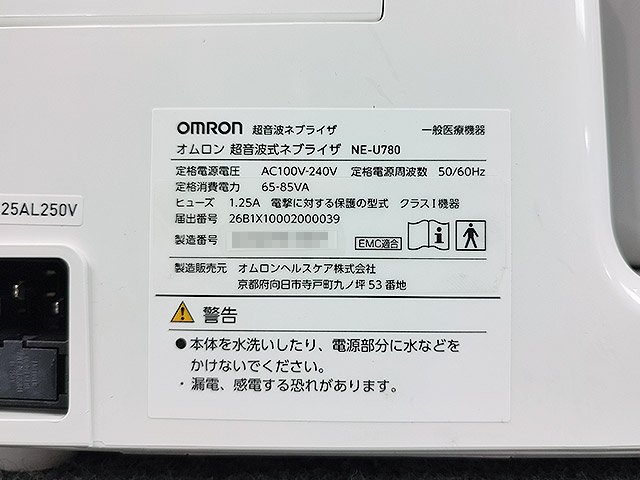 OMRON 超音波ネブライザ 一般医療機器
オムロン 超音波式ネブライザ NE-U780
定格電源電圧 AC100V-240V 定格電源周波数 50/60Hz
定格消費電力 65-85VA
ヒューズ 1.25A 電撃に対する保護の型式 クラスⅠ機器
届出番号 26B1X10002000039
製造番号
EMC適合
製造販売元 オムロンヘルスケア株式会社
京都府向日市寺戸町九ノ坪 53 番地
警告
●本体を水洗いしたり、電源部分に水などを
かけないでください。
・漏電、感電する恐れがあります。
25AL250V